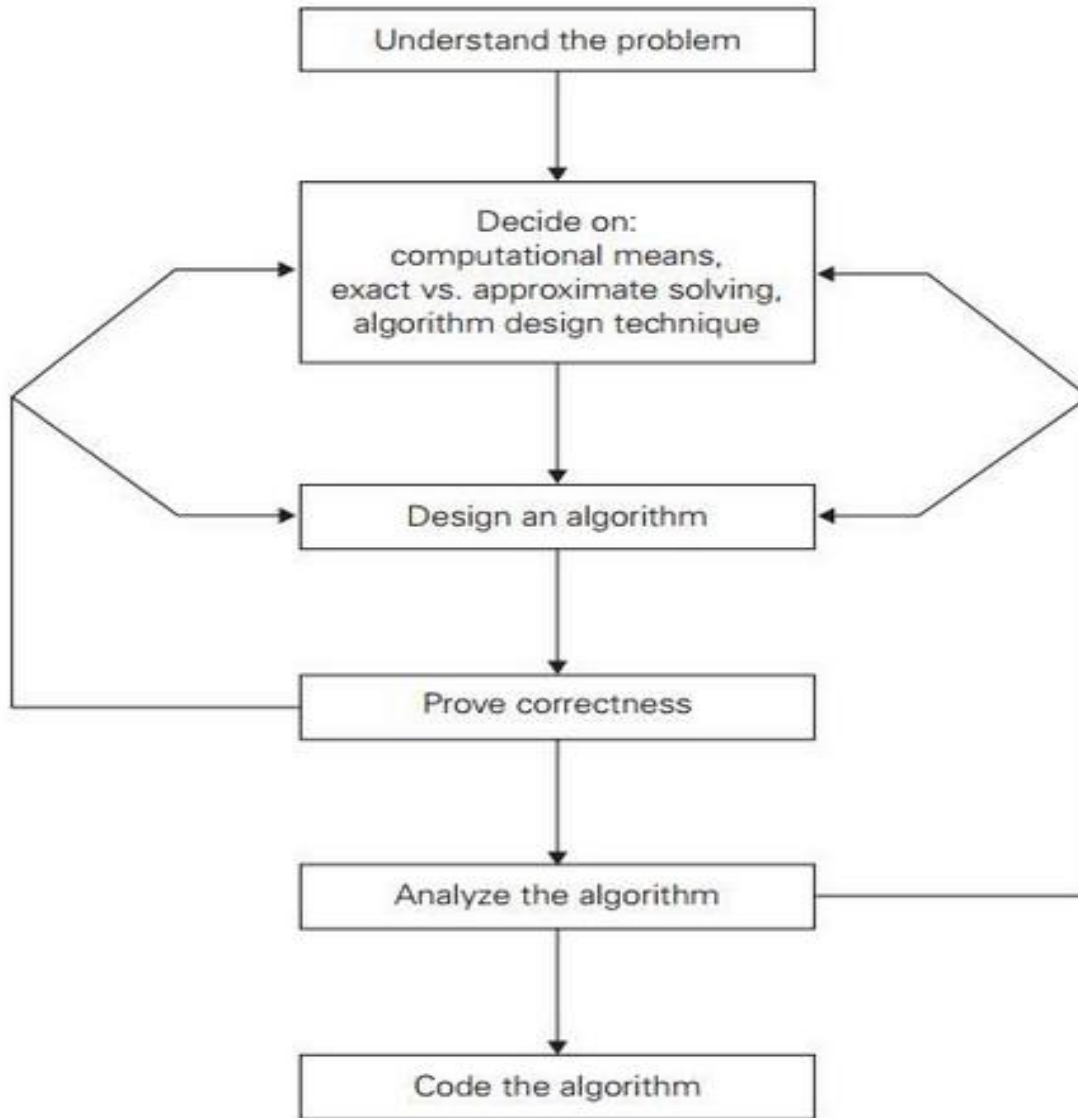 Understand the problem
Decide on:
computational means,
exact vs. approximate solving,
algorithm design technique
Design an algorithm
Prove correctness
Analyze the algorithm
Code the algorithm